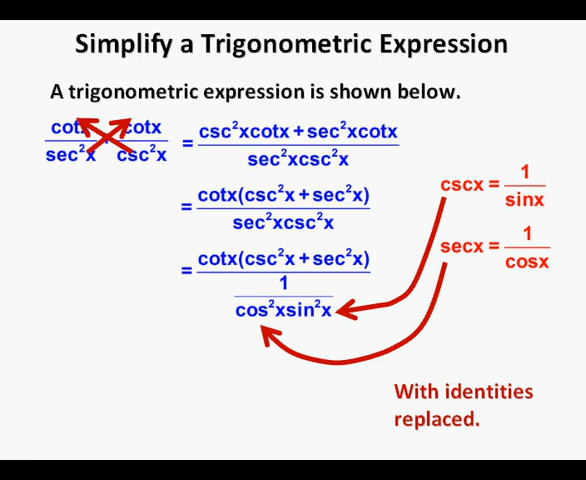 Simplify a Trigonometric Expression
A trigonometric expression is shown below.
cotx/sec²x + cotx/csc²x = (csc²xcotx + sec²xcotx)/(sec²xcsc²x)
= cotx(csc²x + sec²x)/(sec²xcsc²x)
cscx = 1/sinx
= cotx(csc²x + sec²x)/(1/(cos²xsin²x))
secx = 1/cosx
With identities
replaced.